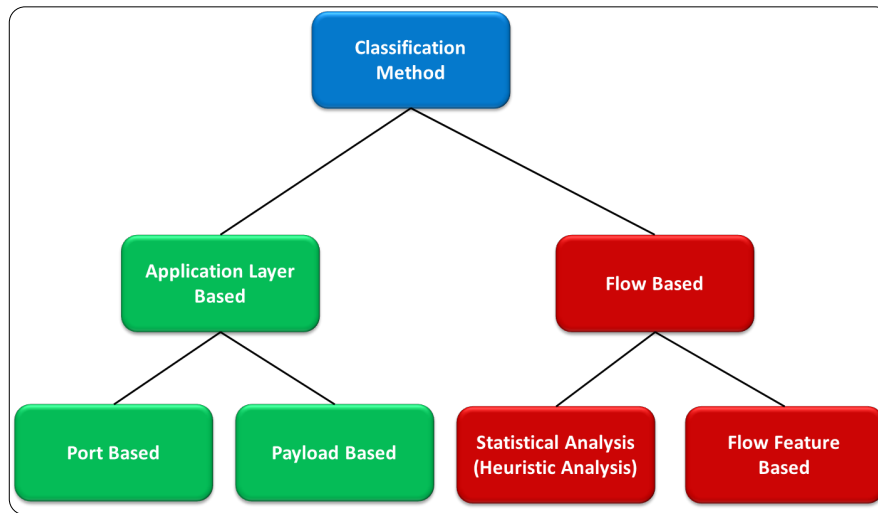 Classification
Method
Application Layer
Based
Flow Based
Port Based
Payload Based
Statistical Analysis
(Heuristic Analysis)
Flow Feature
Based